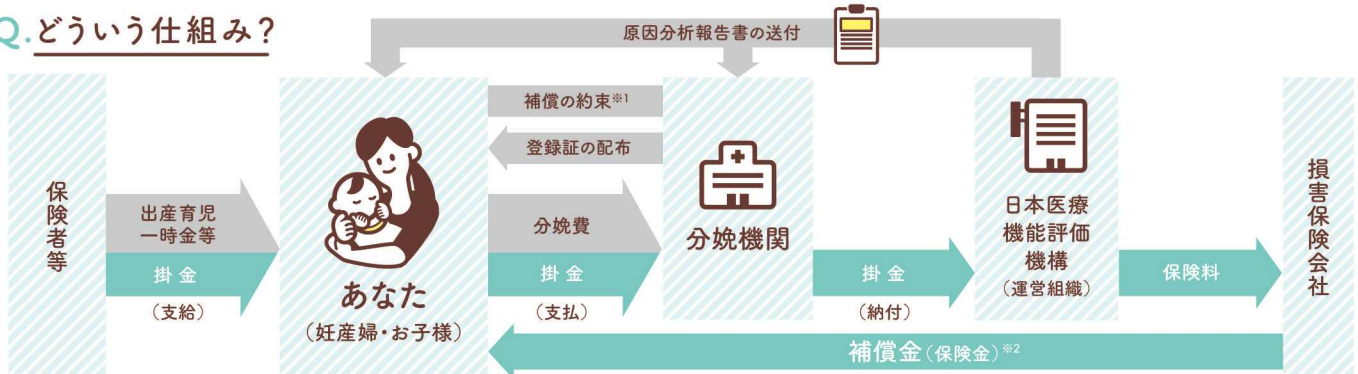 Q.どういう仕組み?
原因分析報告書の送付
保険者等
出産育児
一時金等
掛金
(支給)
あなた
(妊産婦・お子様)
補償の約束※1
登録証の配布
分娩費
掛金
(支払)
分娩機関
掛金
(納付)
日本医療
機能評価
機構
(運営組織)
保険料
損害保険会社
補償金(保険金)※2